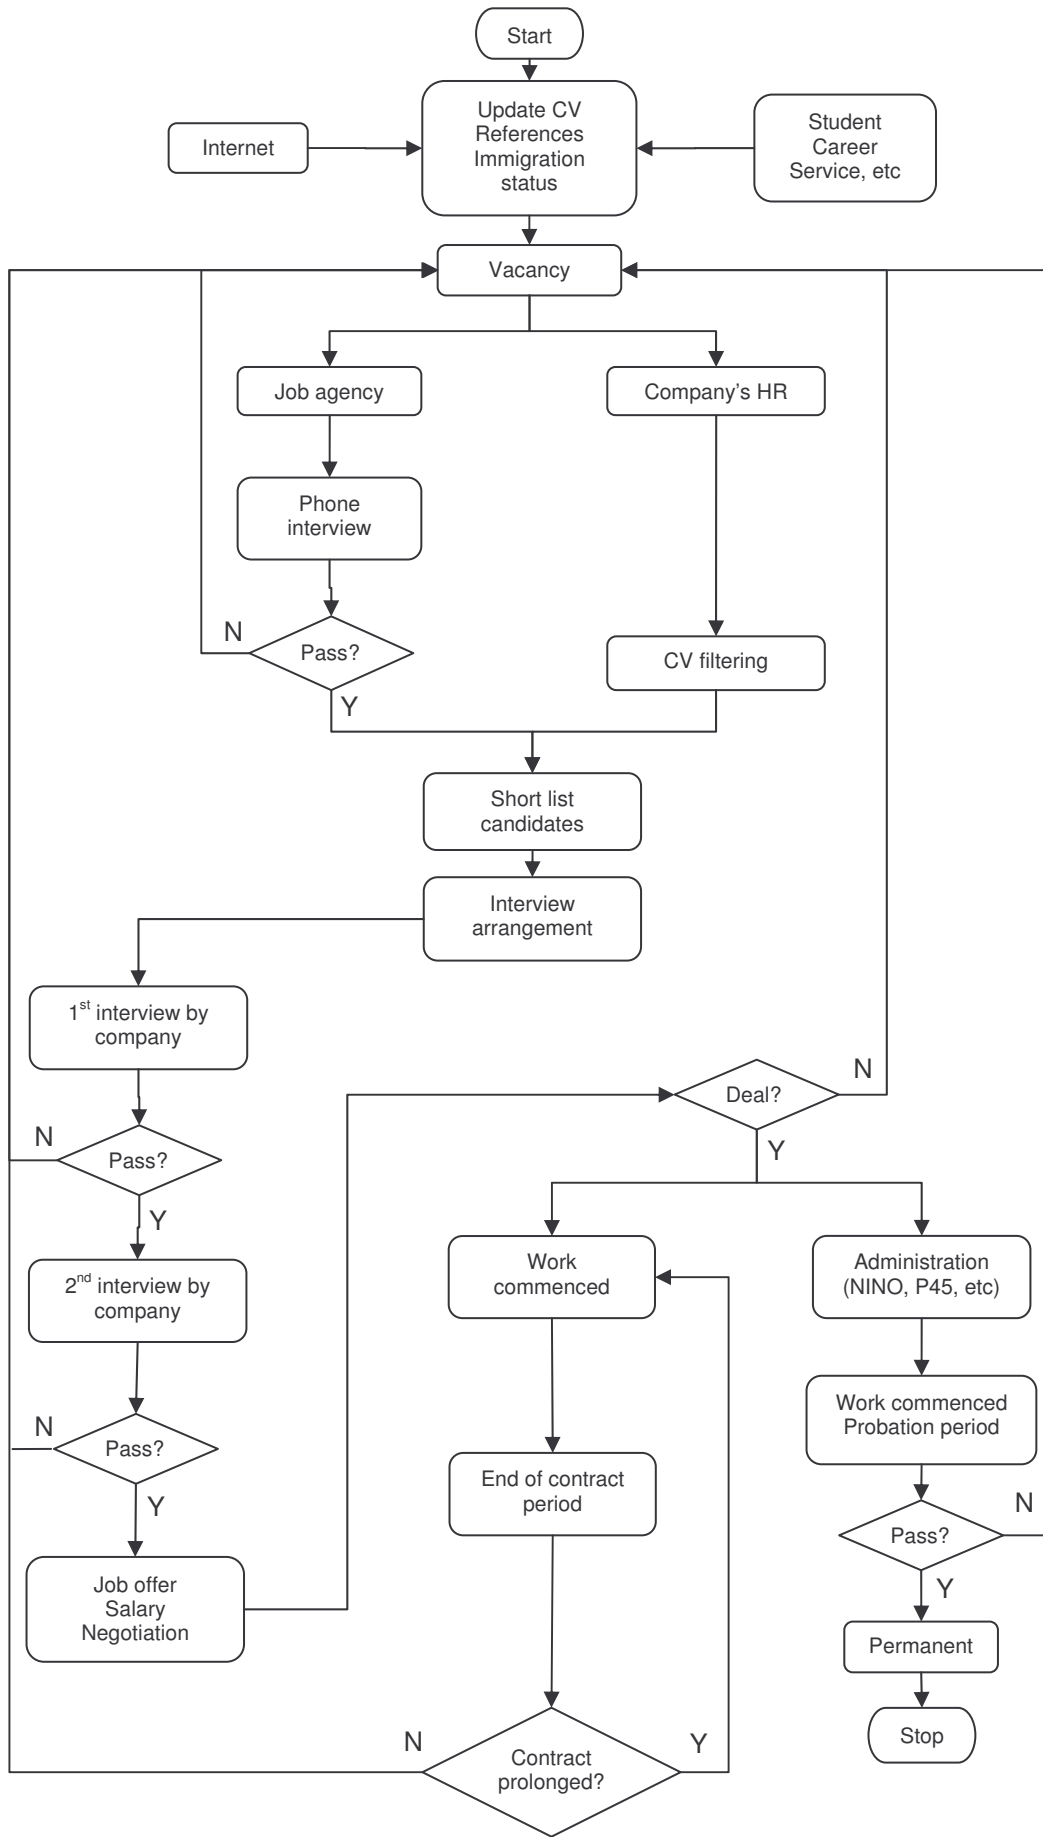 Start
Update CV
References
Immigration
status
Internet
Student
Career
Service, etc
Vacancy
Job agency
Company's HR
Phone
interview
N
Pass?
Y
CV filtering
Short list
candidates
Interview
arrangement
1st interview by
company
N
Pass?
Y
2nd interview by
company
N
Pass?
Y
Job offer
Salary
Negotiation
Deal?
N
Y
Work
commenced
Administration
(NINO, P45, etc)
Work commenced
Probation period
End of contract
period
Pass?
N
Y
Permanent
Stop
N
Contract
prolonged?
Y